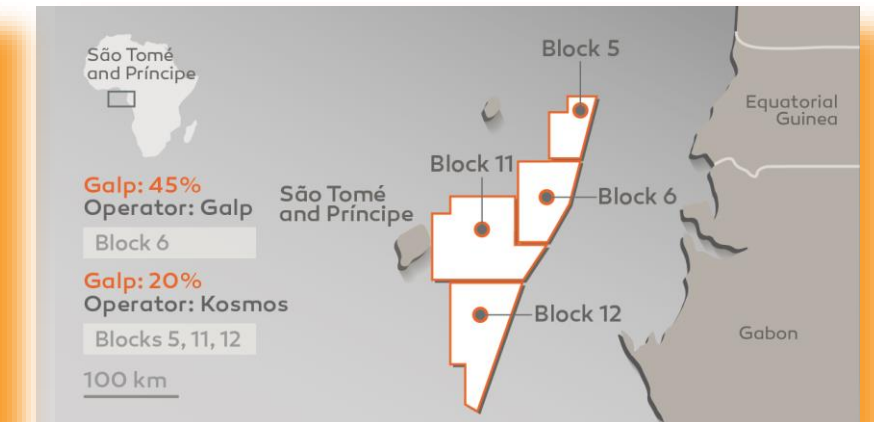 São Tomé
and Príncipe
Galp: 45%
Operator: Galp
Block 6
Galp: 20%
Operator: Kosmos
Blocks 5, 11, 12
100 km
Block 5
Block 11
Block 6
São Tomé
and Príncipe
Block 12
Equatorial
Guinea
Gabon